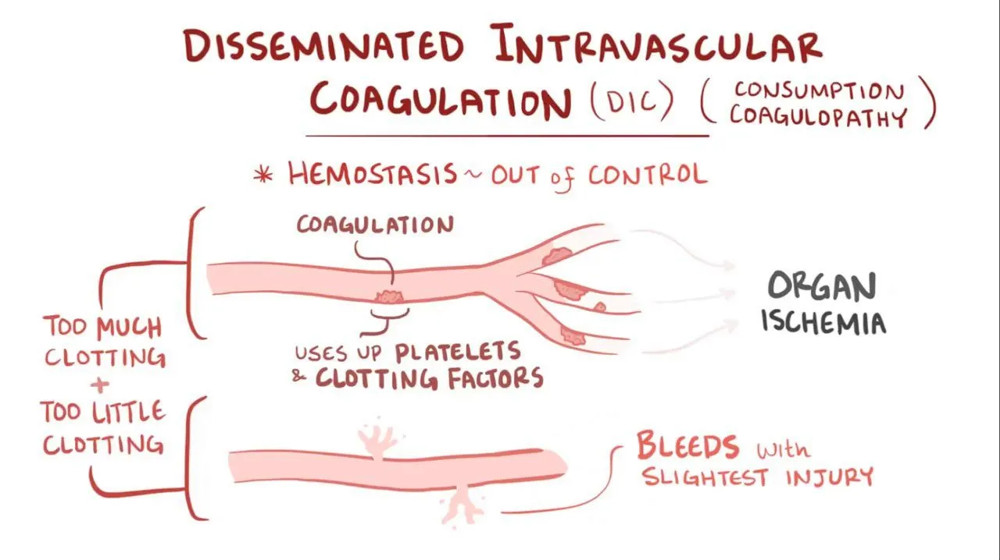 DISSEMINATED INTRAVASCULAR
COAGULATION (DIC) (CONSUMPTION
COAGULOPATHY)
* HEMOSTASIS ~ OUT of CONTROL
COAGULATION
USES UP PLATELETS
& CLOTTING FACTORS
ORGAN
ISCHEMIA
TOO MUCH
CLOTTING
+
TOO LITTLE
CLOTTING
BLEEDS with
SLIGHTEST INJURY